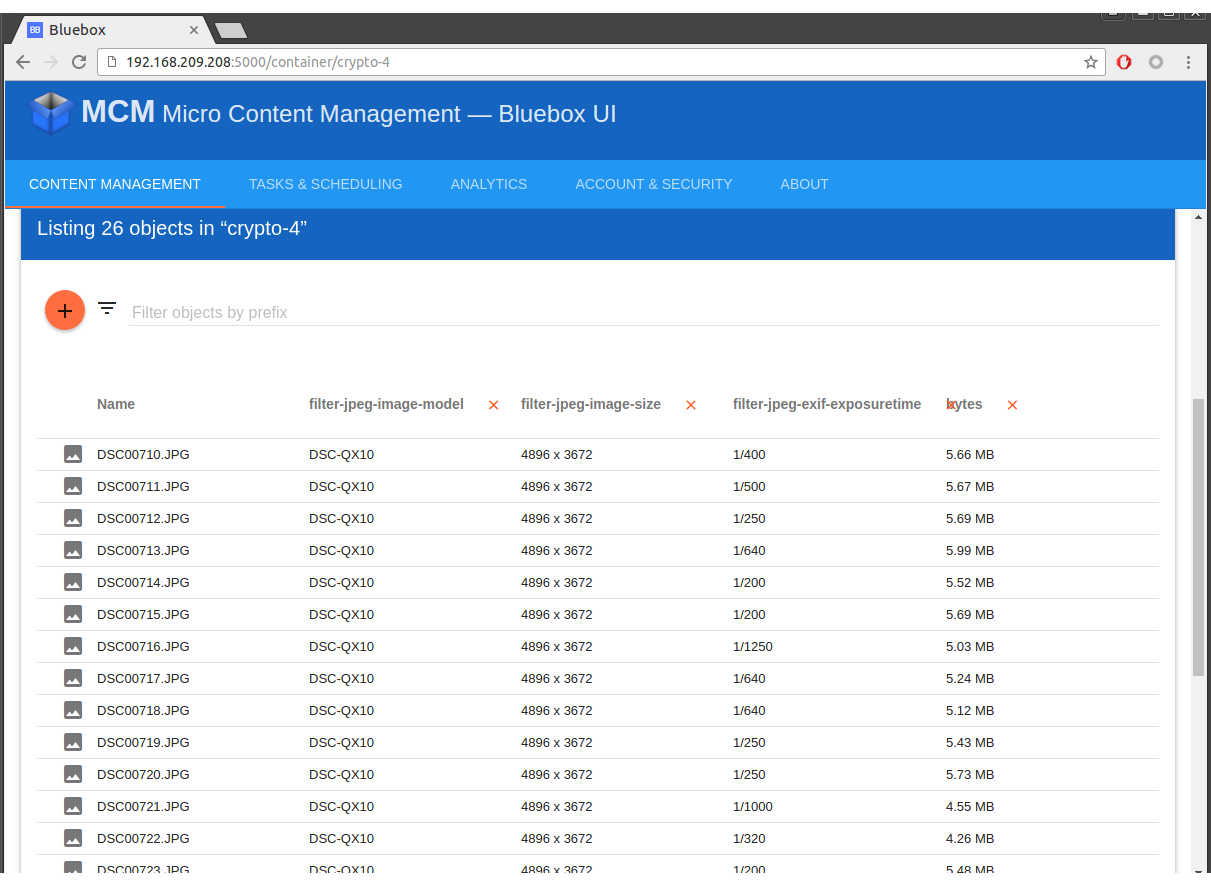 BB Bluebox
192.168.209.208:5000/container/crypto-4
MCM Micro Content Management — Bluebox UI
CONTENT MANAGEMENT TASKS & SCHEDULING ANALYTICS ACCOUNT & SECURITY ABOUT
Listing 26 objects in “crypto-4”
Filter objects by prefix
Name filter-jpeg-image-model filter-jpeg-image-size filter-jpeg-exif-exposuretime bytes
DSC00710.JPG DSC-QX10 4896 x 3672 1/400 5.66 MB
DSC00711.JPG DSC-QX10 4896 x 3672 1/500 5.67 MB
DSC00712.JPG DSC-QX10 4896 x 3672 1/250 5.69 MB
DSC00713.JPG DSC-QX10 4896 x 3672 1/640 5.99 MB
DSC00714.JPG DSC-QX10 4896 x 3672 1/200 5.52 MB
DSC00715.JPG DSC-QX10 4896 x 3672 1/200 5.69 MB
DSC00716.JPG DSC-QX10 4896 x 3672 1/1250 5.03 MB
DSC00717.JPG DSC-QX10 4896 x 3672 1/640 5.24 MB
DSC00718.JPG DSC-QX10 4896 x 3672 1/640 5.12 MB
DSC00719.JPG DSC-QX10 4896 x 3672 1/250 5.43 MB
DSC00720.JPG DSC-QX10 4896 x 3672 1/250 5.73 MB
DSC00721.JPG DSC-QX10 4896 x 3672 1/1000 4.55 MB
DSC00722.JPG DSC-QX10 4896 x 3672 1/320 4.26 MB
DSC00723.JPG DSC-QX10 4896 x 3672 1/200 5.48 MB